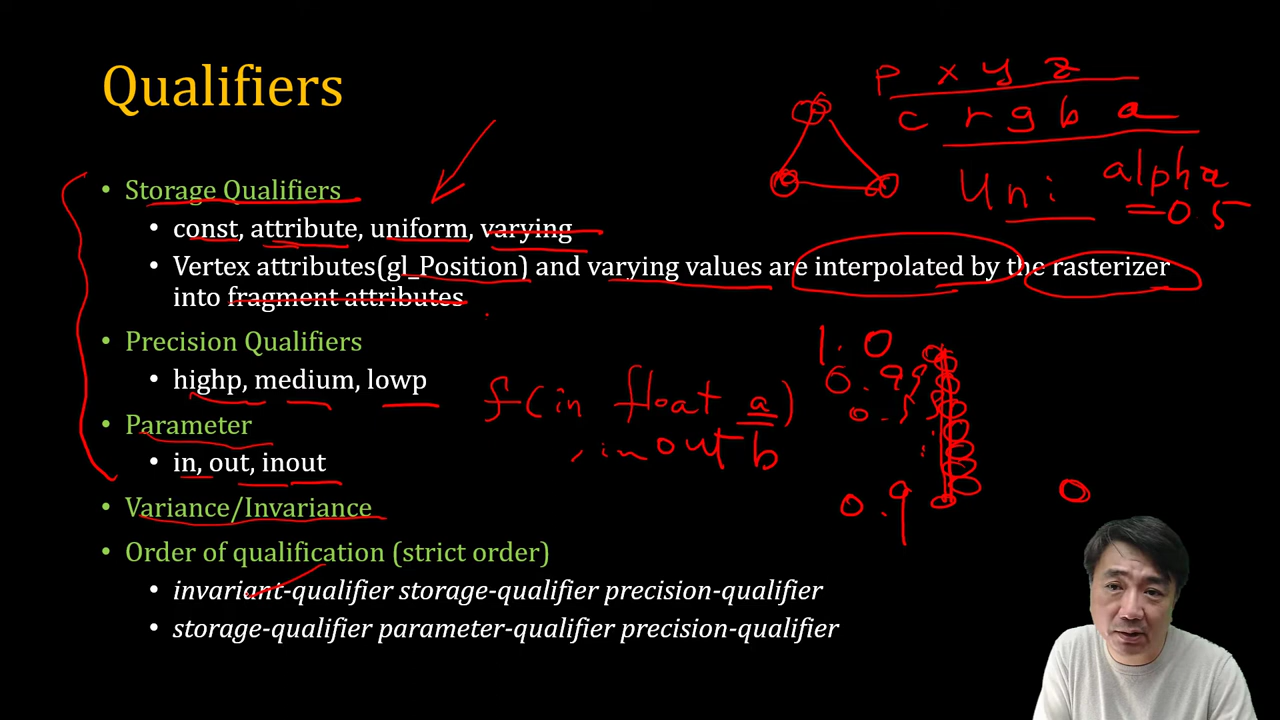 Qualifiers
p x y z
c r g b a
Uni alpha
=0 5
• Storage Qualifiers
• const, attribute, uniform, varying
• Vertex attributes(gl_Position) and varying values are interpolated by the rasterizer
into fragment attributes
• Precision Qualifiers
• highp, medium, lowp
1.0
0.99
f(in float a)
, inout b
• Parameter
• in, out, inout
0.9
• Variance/Invariance
• Order of qualification (strict order)
• invariant-qualifier storage-qualifier precision-qualifier
• storage-qualifier parameter-qualifier precision-qualifier